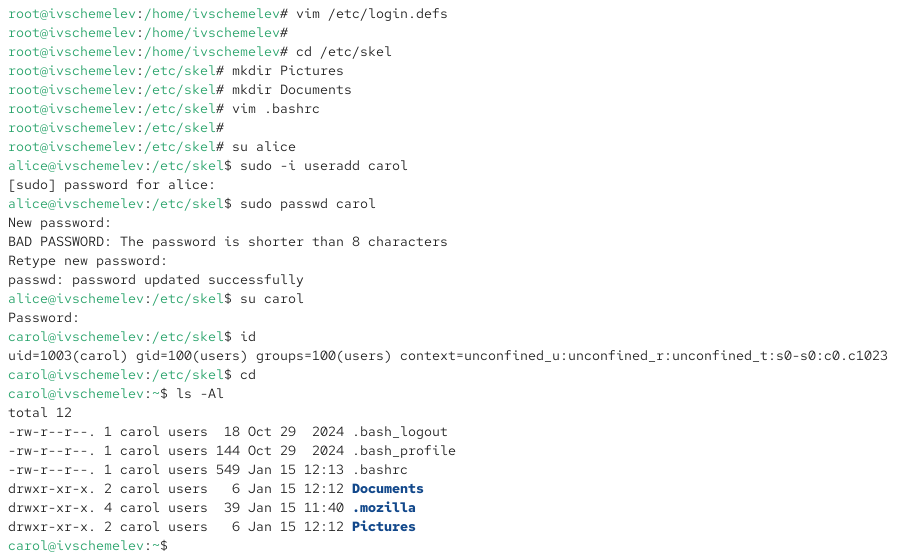 root@ivschemelev:/home/ivschemelev# vim /etc/login.defs
root@ivschemelev:/home/ivschemelev#
root@ivschemelev:/home/ivschemelev# cd /etc/skel
root@ivschemelev:/etc/skel# mkdir Pictures
root@ivschemelev:/etc/skel# mkdir Documents
root@ivschemelev:/etc/skel# vim .bashrc
root@ivschemelev:/etc/skel#
root@ivschemelev:/etc/skel# su alice
alice@ivschemelev:/etc/skel$ sudo -i useradd carol
[sudo] password for alice:
alice@ivschemelev:/etc/skel$ sudo passwd carol
New password:
BAD PASSWORD: The password is shorter than 8 characters
Retype new password:
passwd: password updated successfully
alice@ivschemelev:/etc/skel$ su carol
Password:
carol@ivschemelev:/etc/skel$ id
uid=1003(carol) gid=100(users) groups=100(users) context=unconfined_u:unconfined_r:unconfined_t:s0-s0:c0.c1023
carol@ivschemelev:/etc/skel$ cd
carol@ivschemelev:~$ ls -Al
total 12
-rw-r--r--. 1 carol users  18 Oct 29  2024 .bash_logout
-rw-r--r--. 1 carol users 144 Oct 29  2024 .bash_profile
-rw-r--r--. 1 carol users 549 Jan 15 12:13 .bashrc
drwxr-xr-x. 2 carol users   6 Jan 15 12:12 Documents
drwxr-xr-x. 4 carol users  39 Jan 15 11:40 .mozilla
drwxr-xr-x. 2 carol users   6 Jan 15 12:12 Pictures
carol@ivschemelev:~$